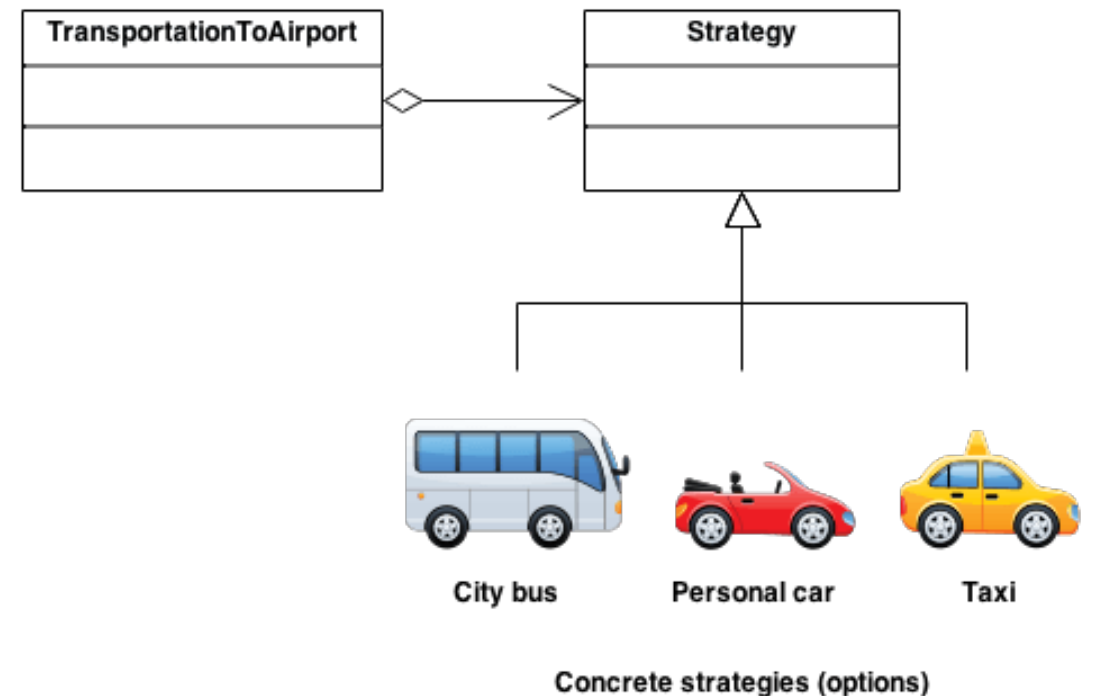 TransportationToAirport
Strategy
City bus
Personal car
Taxi
Concrete strategies (options)